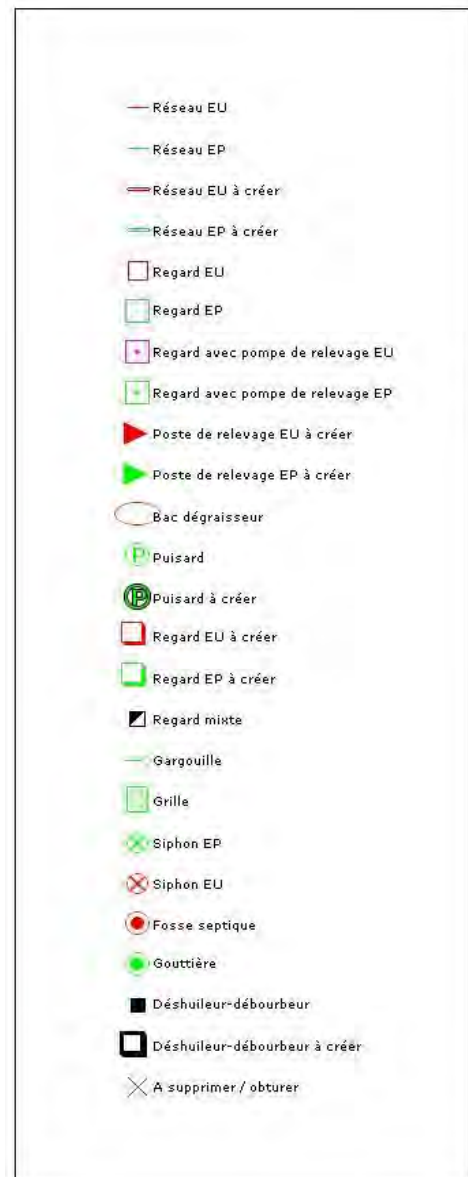 Réseau EU
Réseau EP
Réseau EU à créer
Réseau EP à créer
Regard EU
Regard EP
Regard avec pompe de relevage EU
Regard avec pompe de relevage EP
Poste de relevage EU à créer
Poste de relevage EP à créer
Bac dégraisseur
P Puisard
P Puisard à créer
Regard EU à créer
Regard EP à créer
Regard mixte
Gargouille
Grille
Siphon EP
Siphon EU
Fosse septique
Gouttière
Déshuileur-débourbeur
Déshuileur-débourbeur à créer
A supprimer / obturer